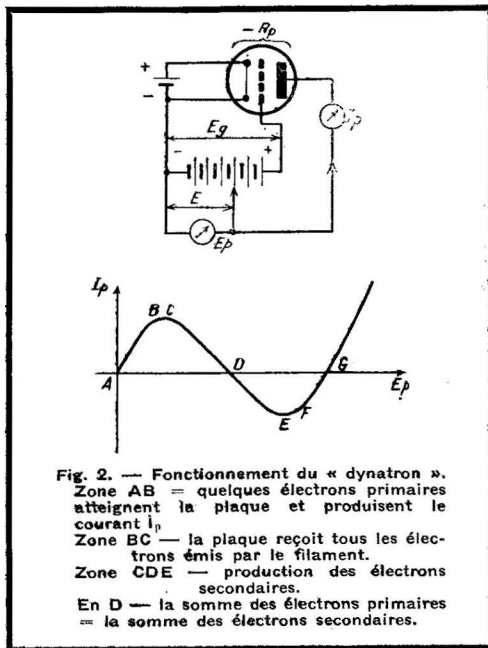 − Rp
+
−
Eg
Ip
− +
E
Ep
Ip
B C
A
D
G
Ep
E
F
Fig. 2. — Fonctionnement du « dynatron ».
Zone AB = quelques électrons primaires
atteignent la plaque et produisent le
courant ip
Zone BC — la plaque reçoit tous les élec-
trons émis par le filament.
Zone CDE — production des électrons
secondaires.
En D — la somme des électrons primaires
= la somme des électrons secondaires.